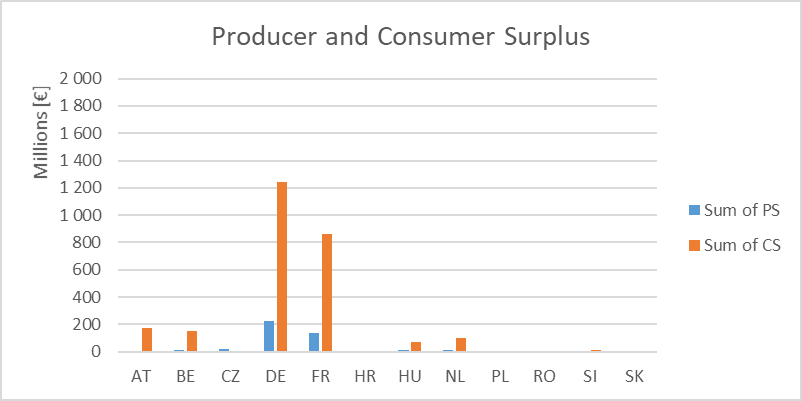 Producer and Consumer Surplus
Millions [€]
2 000
1 800
1 600
1 400
1 200
1 000
800
600
400
200
0
AT BE CZ DE FR HR HU NL PL RO SI SK
Sum of PS
Sum of CS